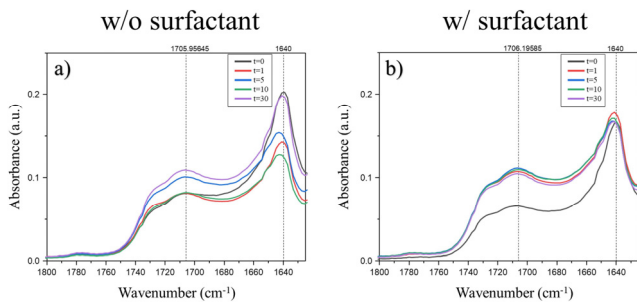 w/o surfactant
w/ surfactant
1705.95645
1640
a)
t=0
t=1
t=5
t=10
t=30
0.2
0.1
0.0
Absorbance (a.u.)
1800
1780
1760
1740
1720
1700
1680
1660
1640
Wavenumber (cm⁻¹)
1706.19585
1640
b)
t=0
t=1
t=5
t=10
t=30
0.2
0.1
0.0
Absorbance (a.u.)
1800
1780
1760
1740
1720
1700
1680
1660
1640
Wavenumber (cm⁻¹)